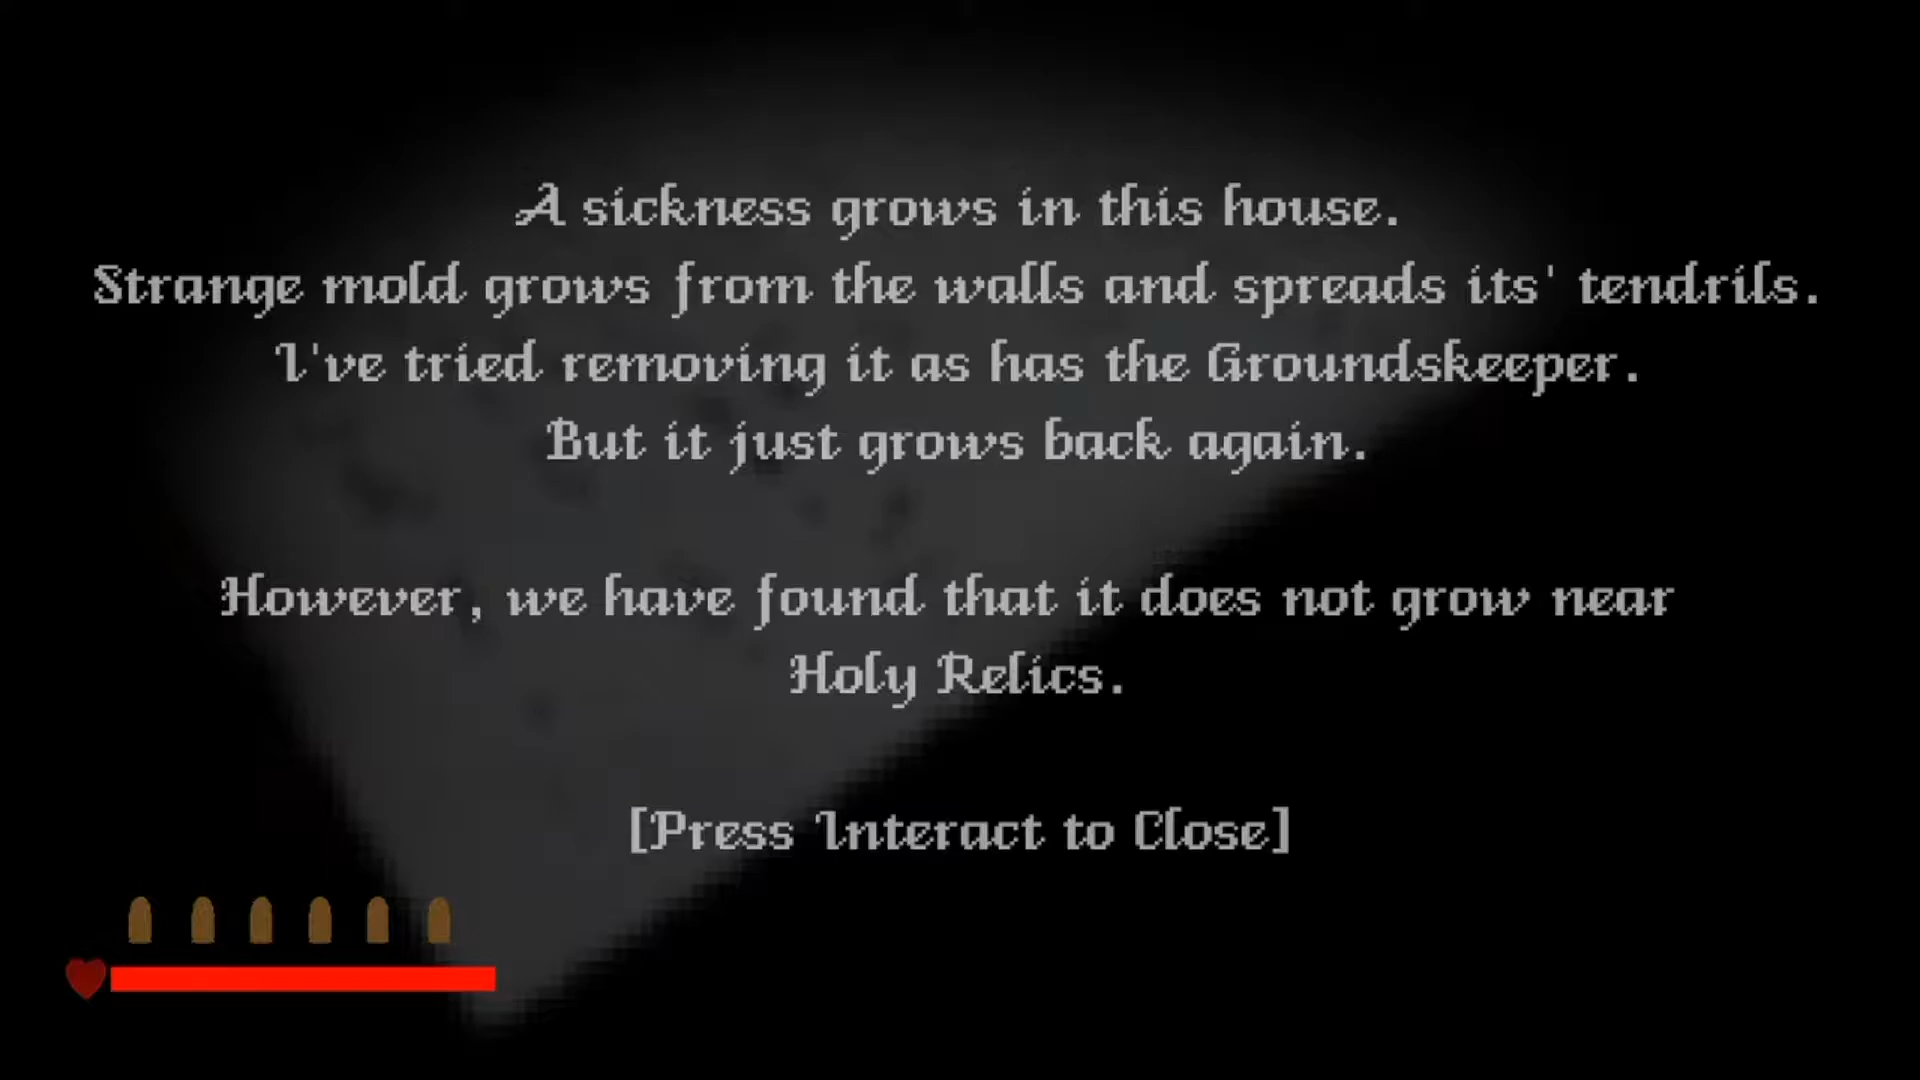 A sickness grows in this house.
Strange mold grows from the walls and spreads its' tendrils.
I've tried removing it as has the Groundskeeper.
But it just grows back again.
However, we have found that it does not grow near
Holy Relics.
[Press Interact to Close]